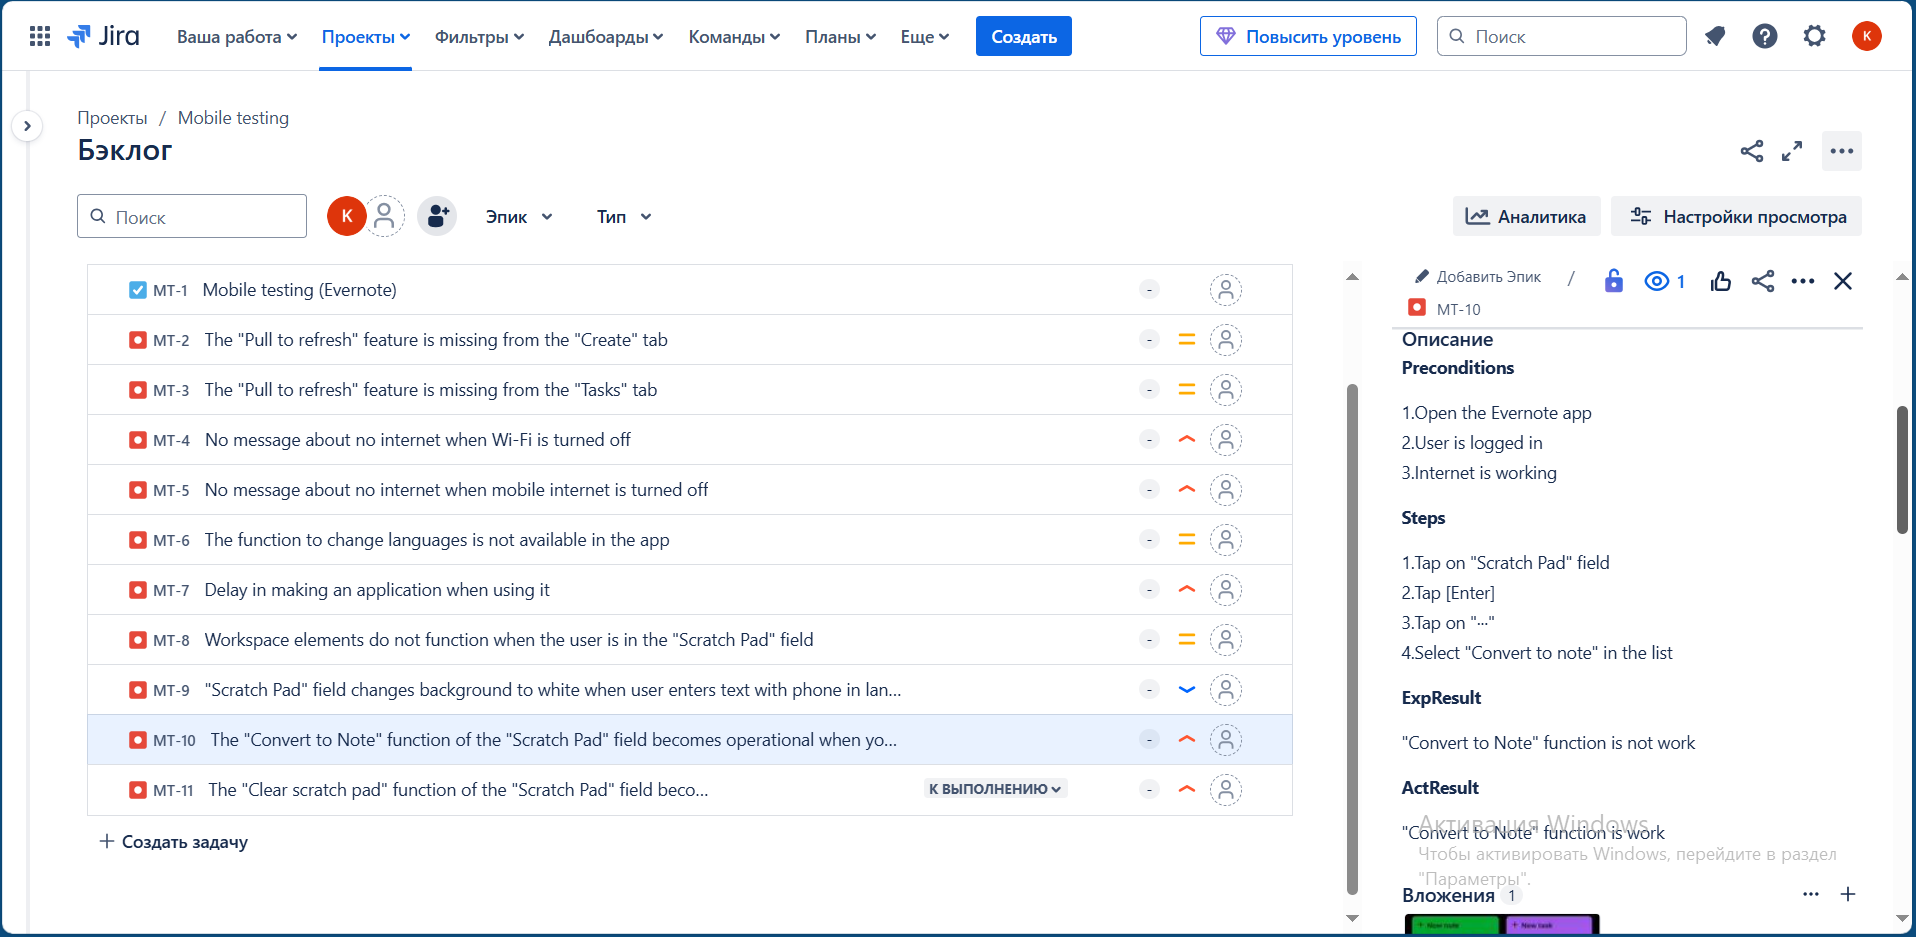 Jira
Ваша работа
Проекты
Фильтры
Дашборды
Команды
Планы
Еще
Создать
Повысить уровень
Поиск
K
Проекты / Mobile testing
Бэклог
Поиск
K
Эпик
Тип
Аналитика
Настройки просмотра
MT-1 Mobile testing (Evernote) -
MT-2 The "Pull to refresh" feature is missing from the "Create" tab -
MT-3 The "Pull to refresh" feature is missing from the "Tasks" tab -
MT-4 No message about no internet when Wi-Fi is turned off -
MT-5 No message about no internet when mobile internet is turned off -
MT-6 The function to change languages is not available in the app -
MT-7 Delay in making an application when using it -
MT-8 Workspace elements do not function when the user is in the "Scratch Pad" field -
MT-9 "Scratch Pad" field changes background to white when user enters text with phone in lan... -
MT-10 The "Convert to Note" function of the "Scratch Pad" field becomes operational when yo... -
MT-11 The "Clear scratch pad" function of the "Scratch Pad" field beco... К ВЫПОЛНЕНИЮ -
+ Создать задачу
Добавить Эпик /
1
MT-10
Описание
Preconditions
1.Open the Evernote app
2.User is logged in
3.Internet is working
Steps
1.Tap on "Scratch Pad" field
2.Tap [Enter]
3.Tap on "···"
4.Select "Convert to note" in the list
ExpResult
"Convert to Note" function is not work
ActResult
"Convert to Note" function is work
Активация Windows
Чтобы активировать Windows, перейдите в раздел
"Параметры".
Вложения 1
+ New note
+ New task